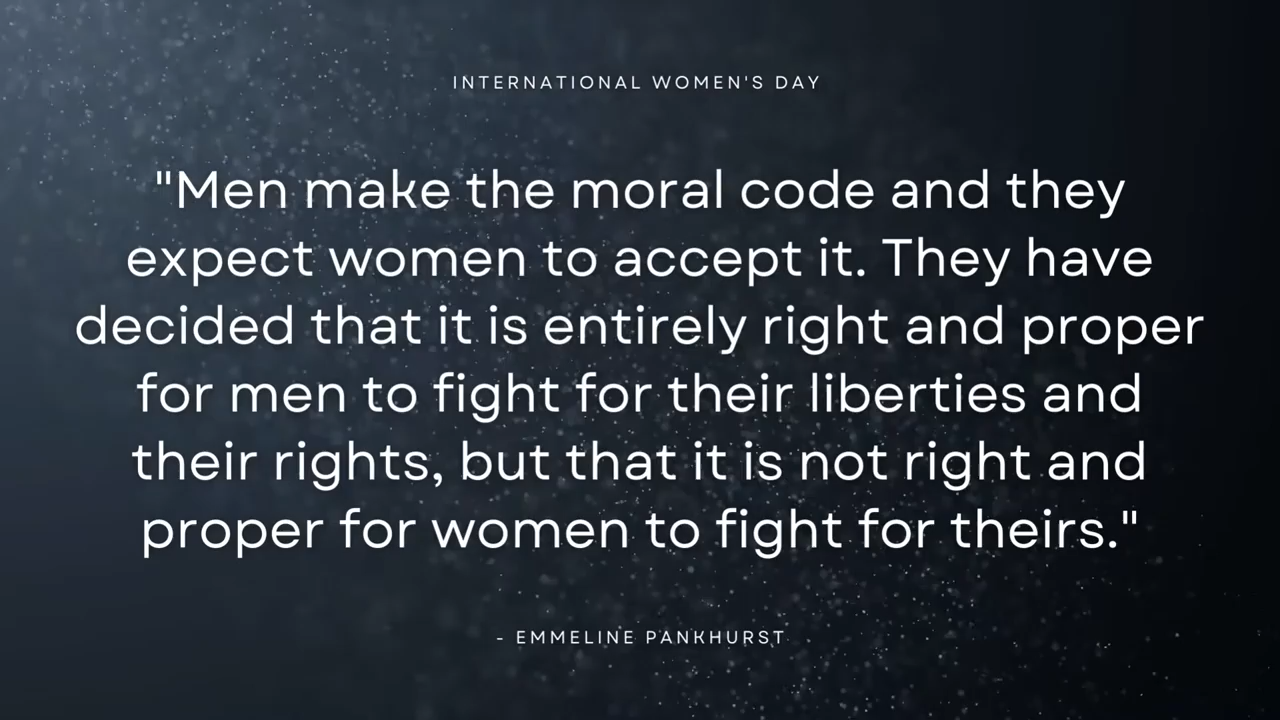 INTERNATIONAL WOMEN'S DAY
"Men make the moral code and they
expect women to accept it. They have
decided that it is entirely right and proper
for men to fight for their liberties and
their rights, but that it is not right and
proper for women to fight for theirs."
- EMMELINE PANKHURST